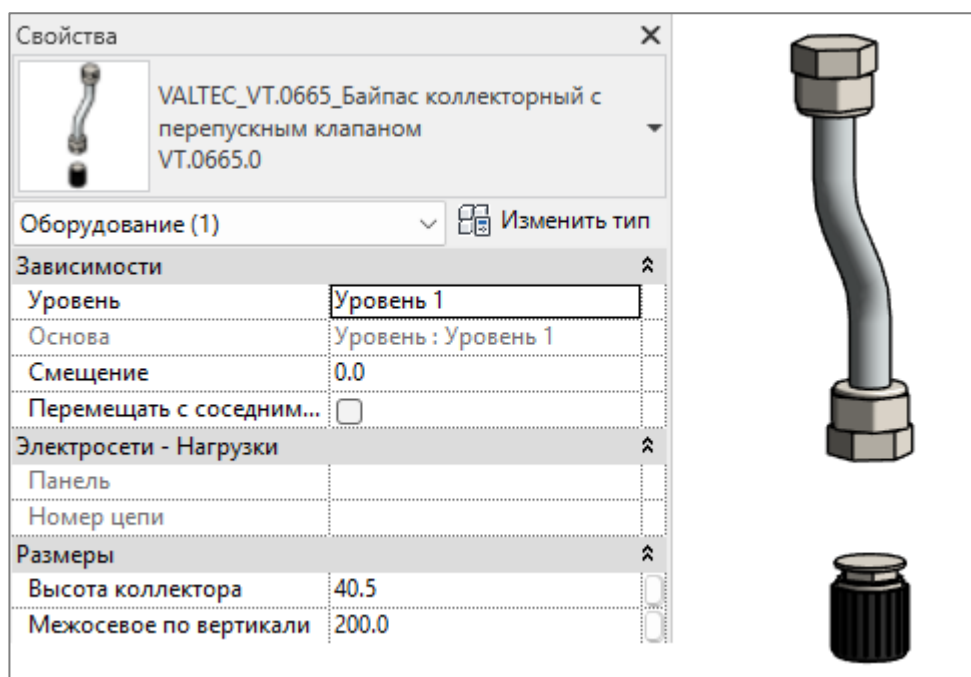 Свойства
VALTEC_VT.0665_Байпас коллекторный с
перепускным клапаном
VT.0665.0
Оборудование (1)
Изменить тип
Зависимости
Уровень Уровень 1
Основа Уровень : Уровень 1
Смещение 0.0
Перемещать с соседним...
Электросети - Нагрузки
Панель
Номер цепи
Размеры
Высота коллектора 40.5
Межосевое по вертикали 200.0